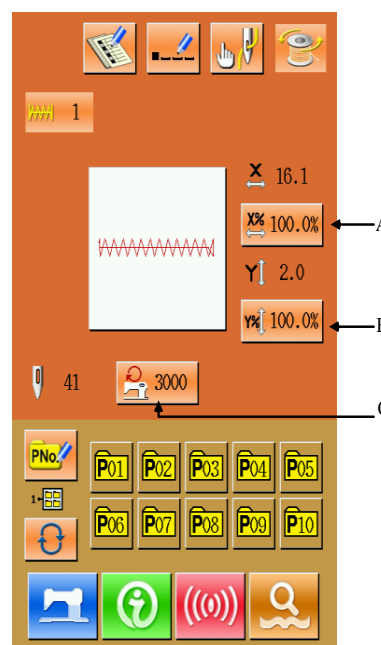 1
X 16.1
X% 100.0%
A
Y 2.0
Y% 100.0%
41 3000
PNo.
P01 P02 P03 P04 P05
1-
P06 P07 P08 P09 P10